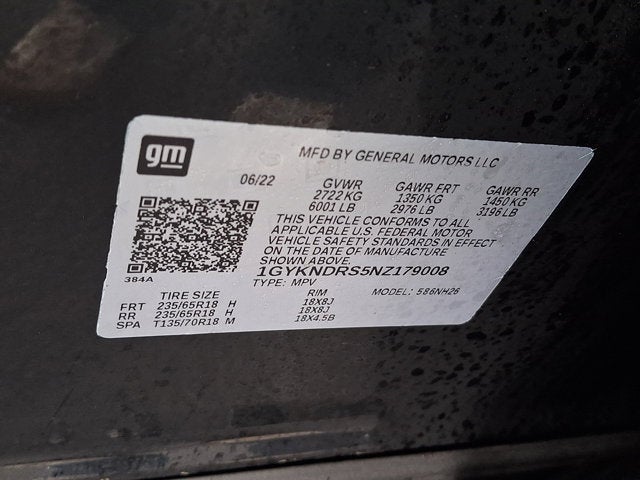 gm
MFD BY GENERAL MOTORS LLC
06/22 GVWR GAWR FRT GAWR RR
2722 KG 1350 KG 1450 KG
6001 LB 2976 LB 3196 LB
THIS VEHICLE CONFORMS TO ALL
APPLICABLE U.S. FEDERAL MOTOR
VEHICLE SAFETY STANDARDS IN EFFECT
ON THE DATE OF MANUFACTURE
SHOWN ABOVE.
384A
1GYKNDRS5NZ179008
TYPE: MPV MODEL: 586NH26
TIRE SIZE RIM
FRT 235/65R18 H 18X8J
RR 235/65R18 H 18X8J
SPA T135/70R18 M 18X4.5B